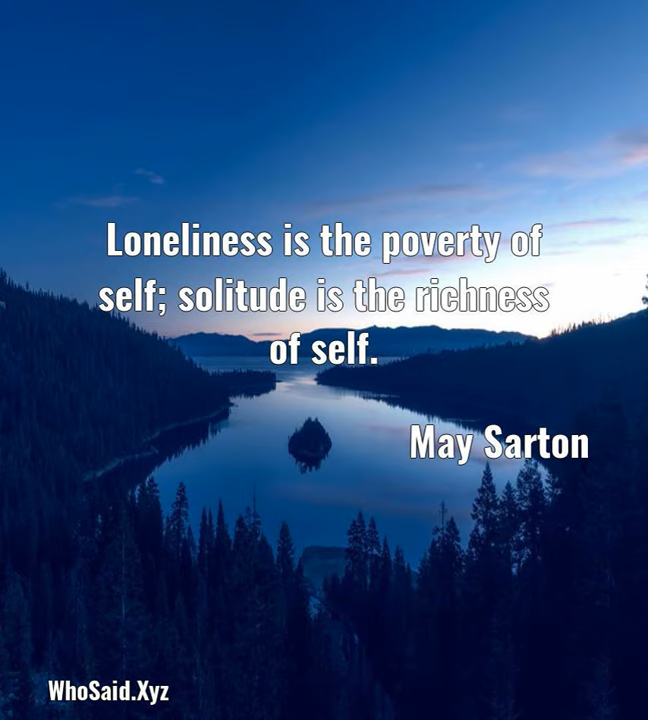 Loneliness is the poverty of
self; solitude is the richness
of self.
May Sarton
WhoSaid.Xyz